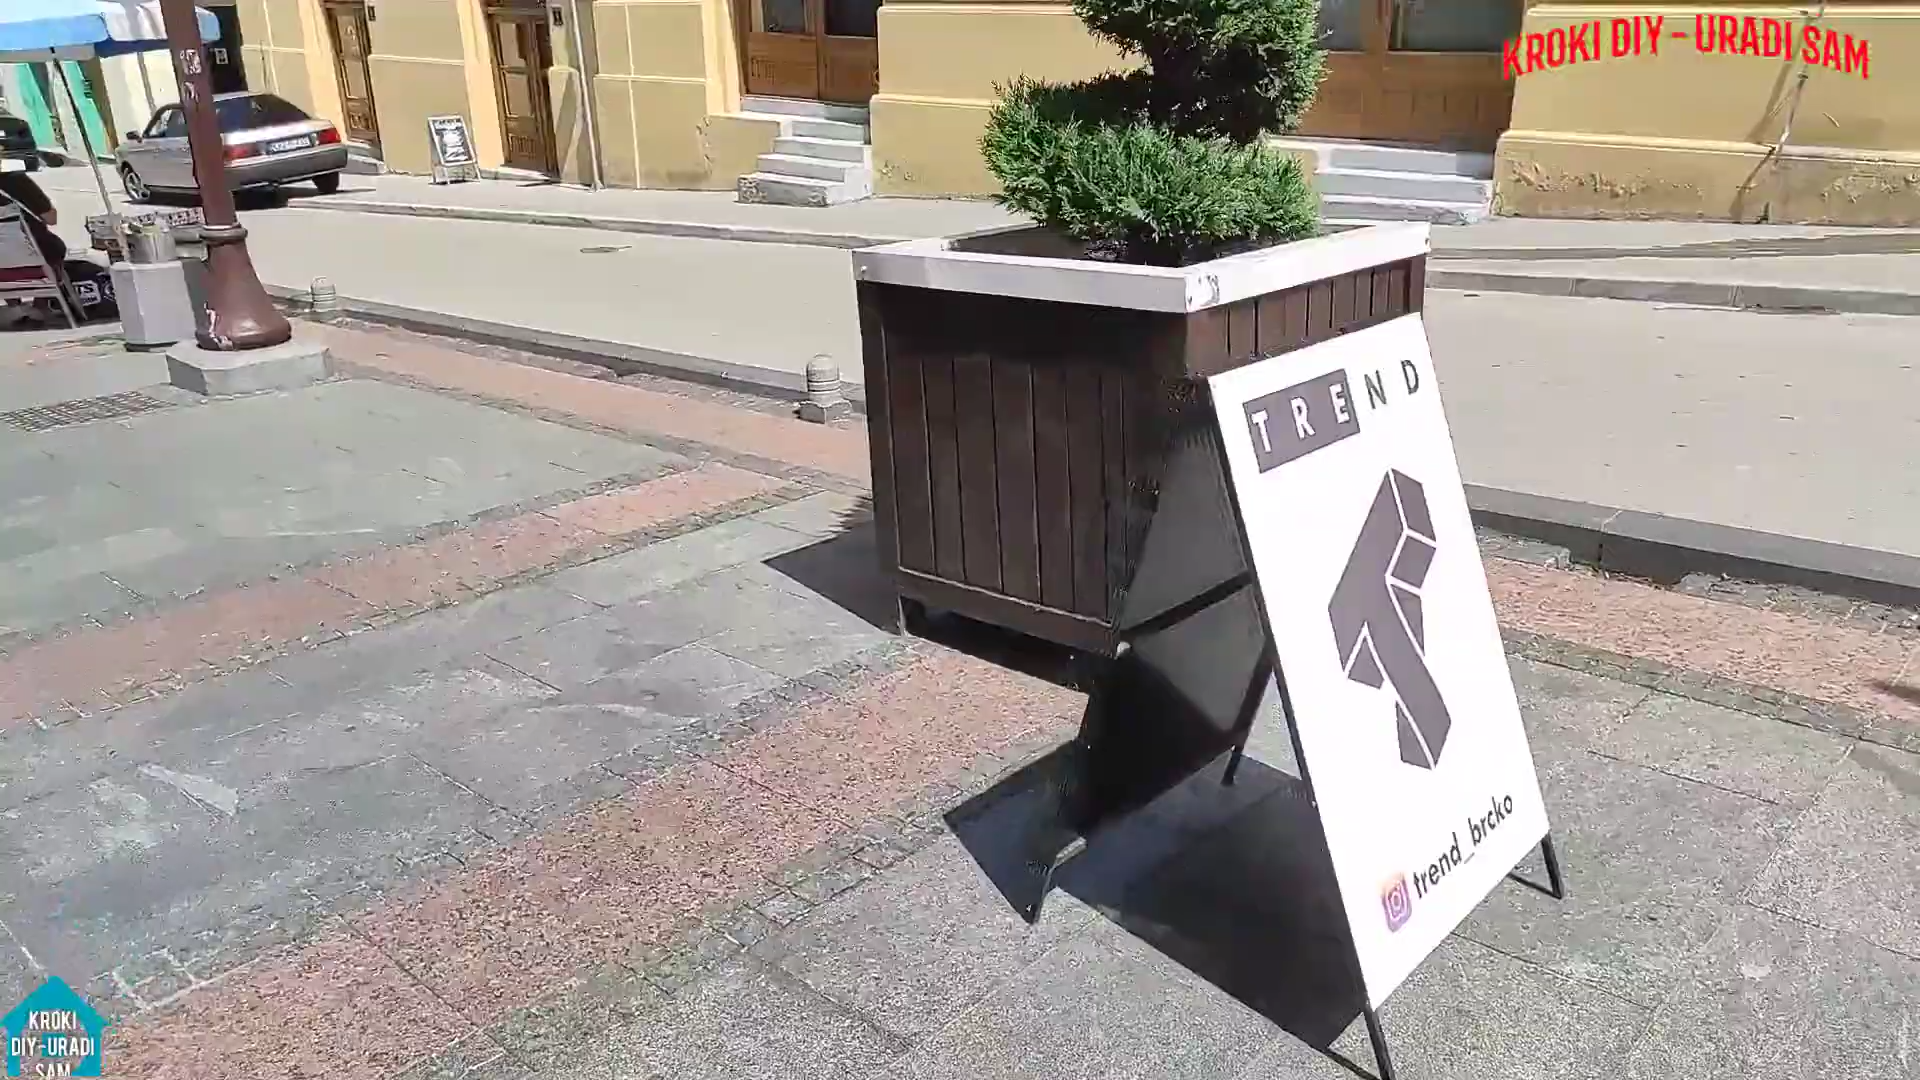 KROKI DIY - URADI SAM
TREND
trend_brcko
KROKI
DIY-URADI
SAM